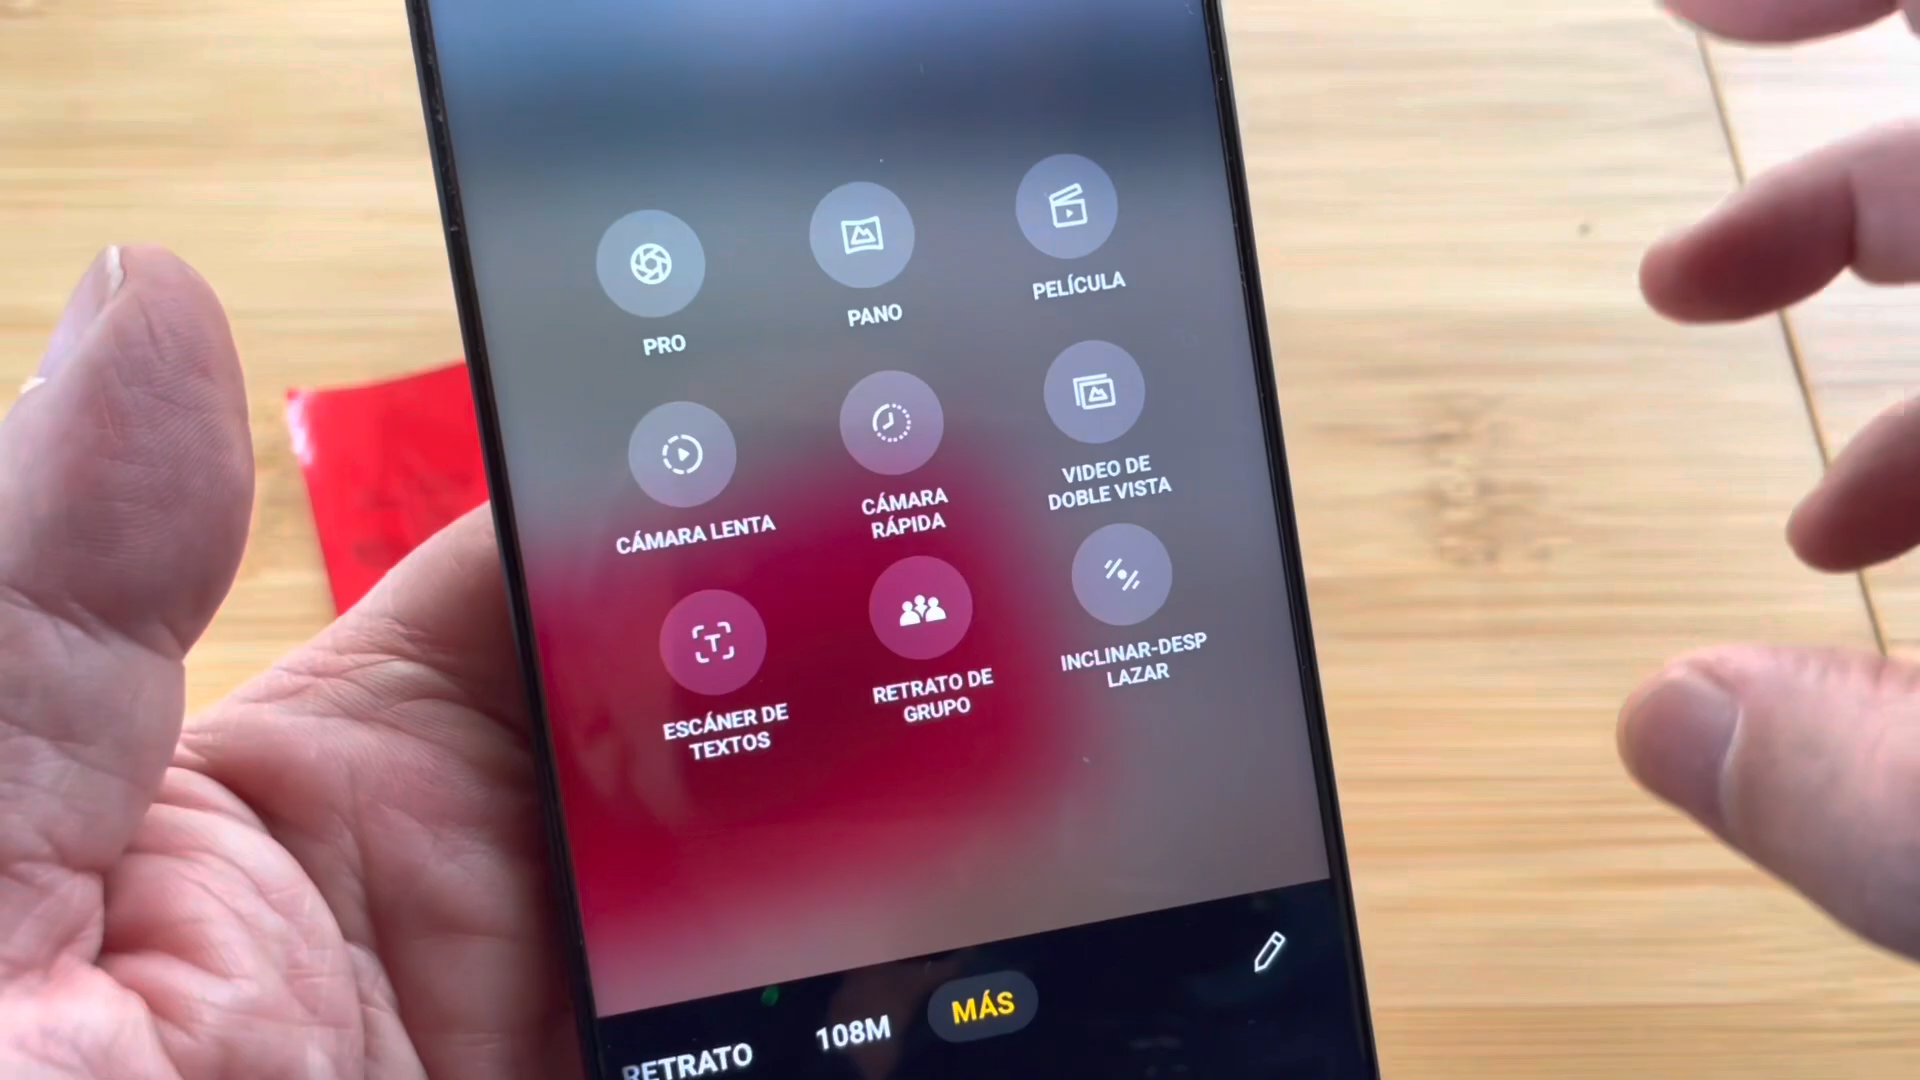 PRO
PANO
PELÍCULA
CÁMARA LENTA
CÁMARA
RÁPIDA
VIDEO DE
DOBLE VISTA
ESCÁNER DE
TEXTOS
RETRATO DE
GRUPO
INCLINAR-DESP
LAZAR
RETRATO
108M
MÁS